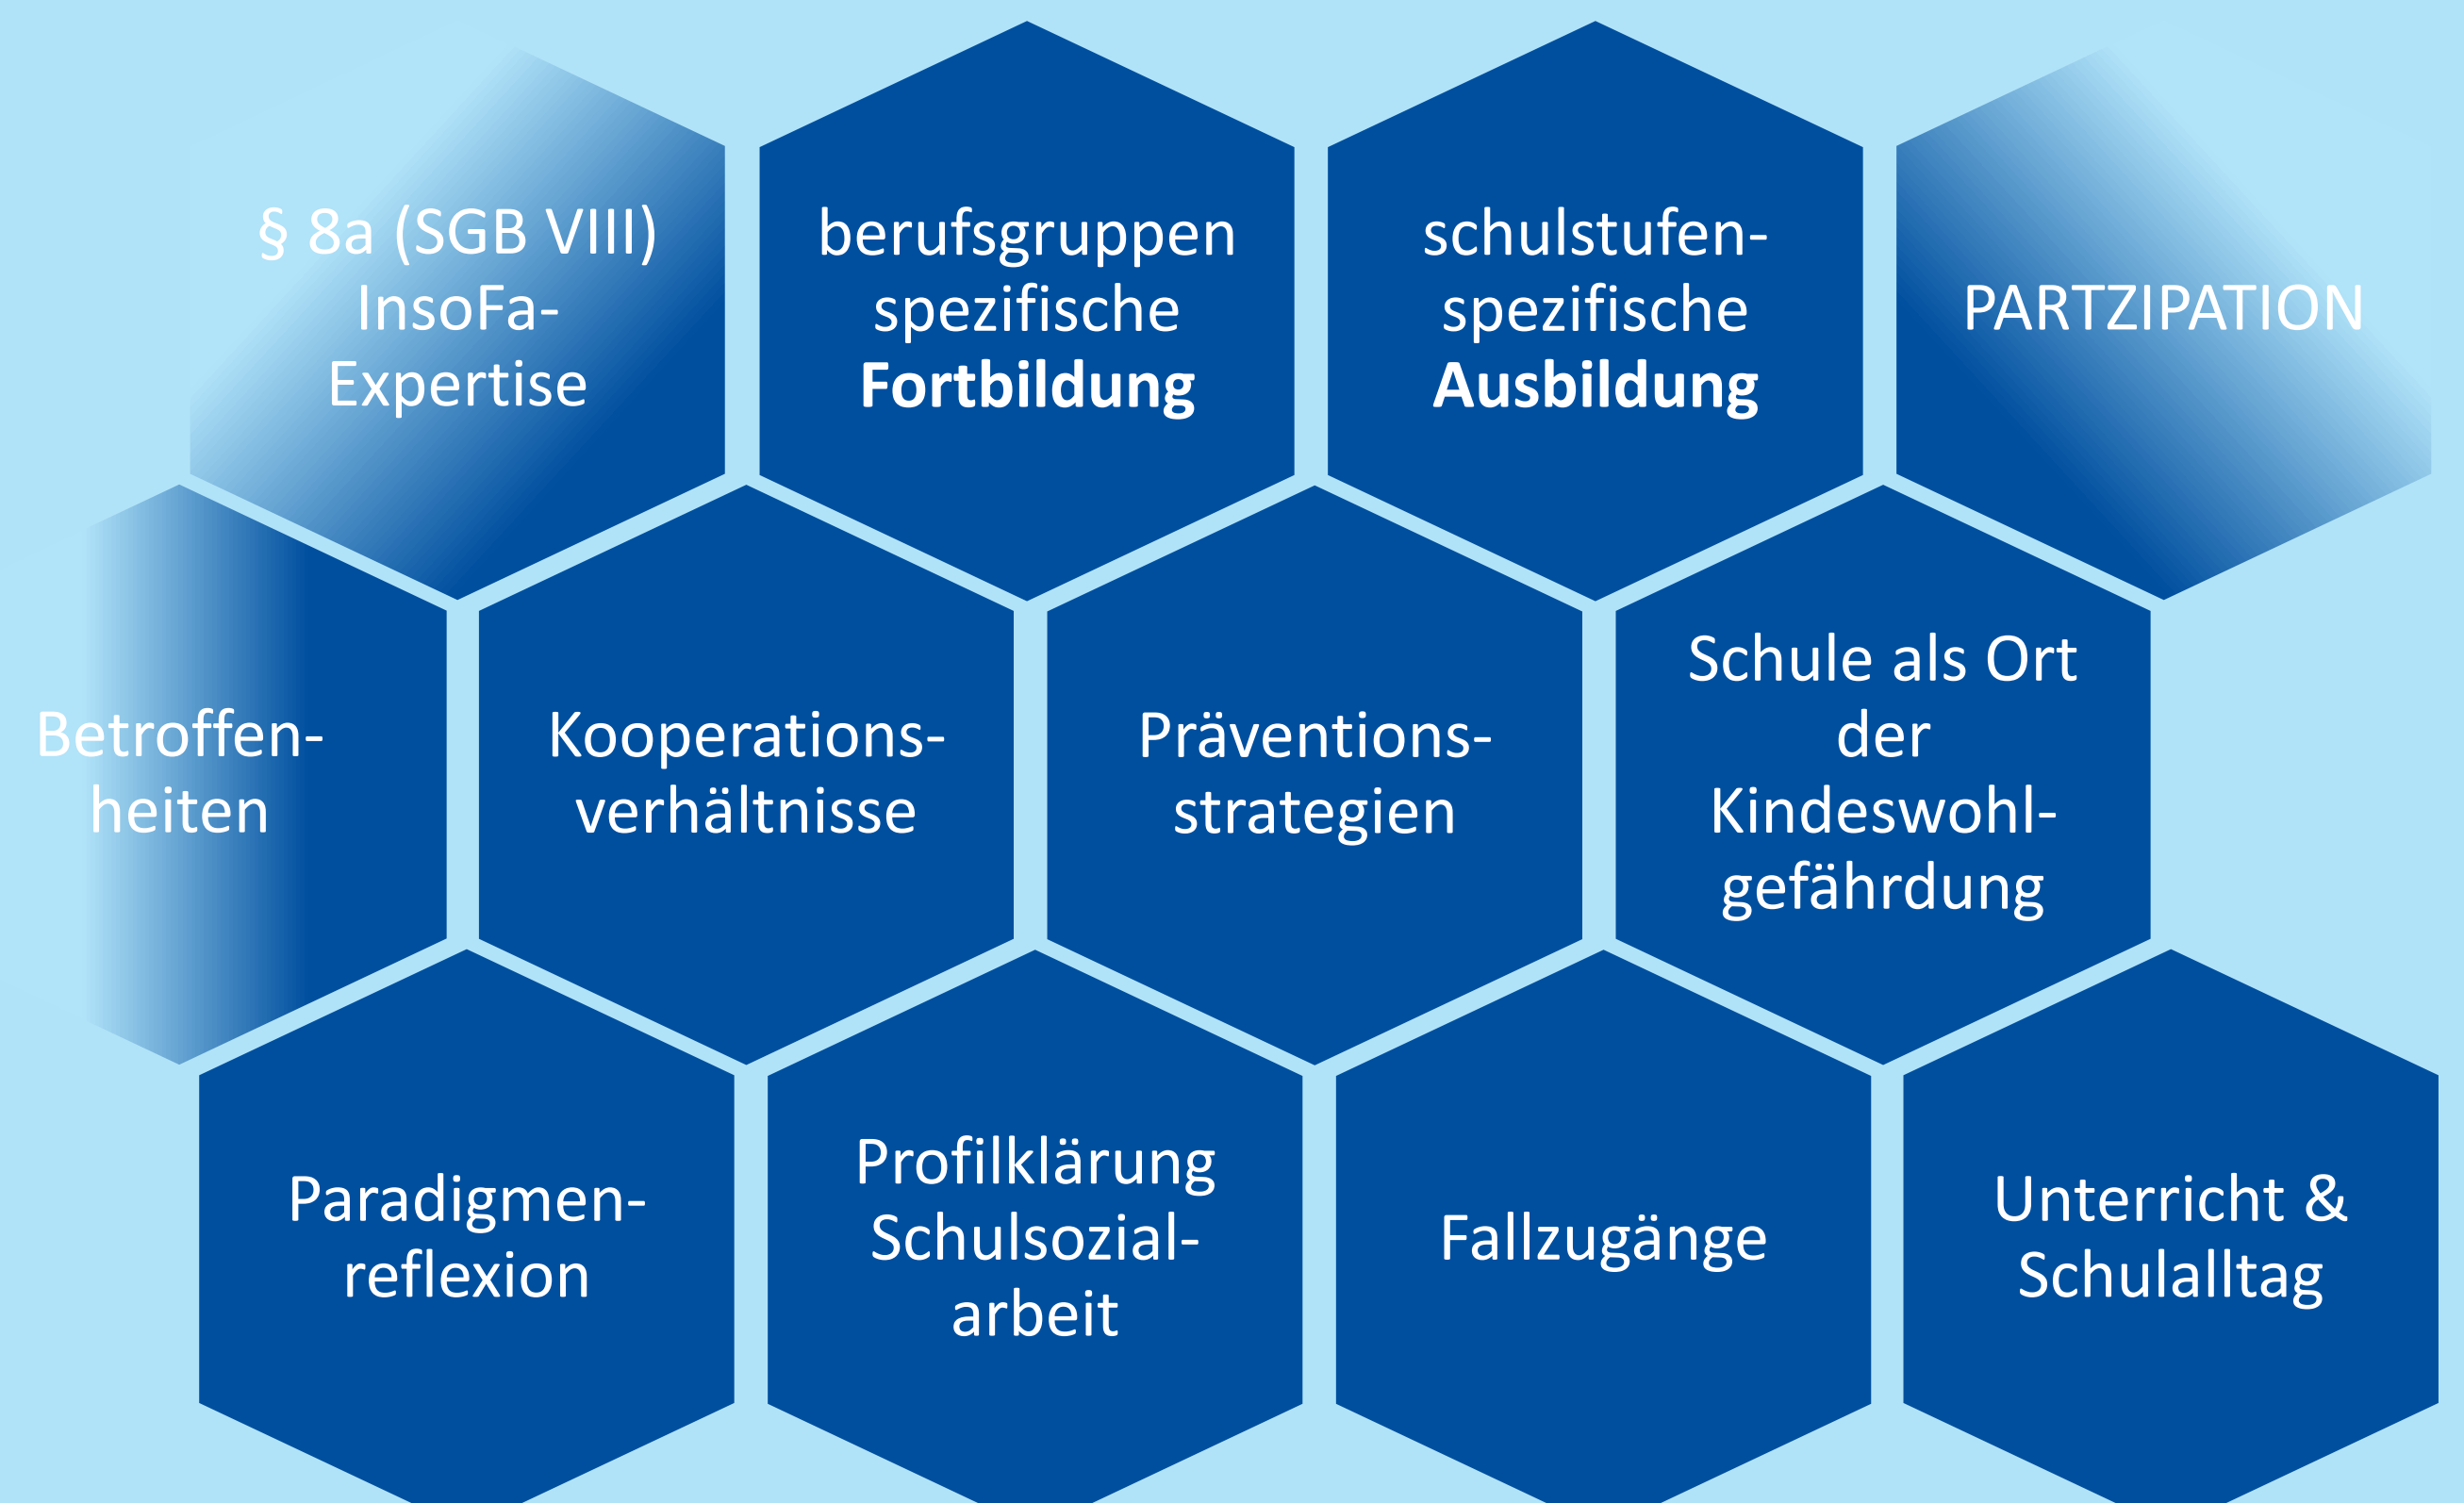 § 8a (SGB VIII)
InsoFa-
Expertise
berufsgruppen
spezifische
Fortbildung
schulstufen-
spezifische
Ausbildung
PARTZIPATION
Betroffen-
heiten
Kooperations-
verhältnisse
Präventions-
strategien
Schule als Ort
der
Kindeswohl-
gefährdung
Paradigmen-
reflexion
Profilklärung
Schulsozial-
arbeit
Fallzugänge
Unterricht &
Schulalltag